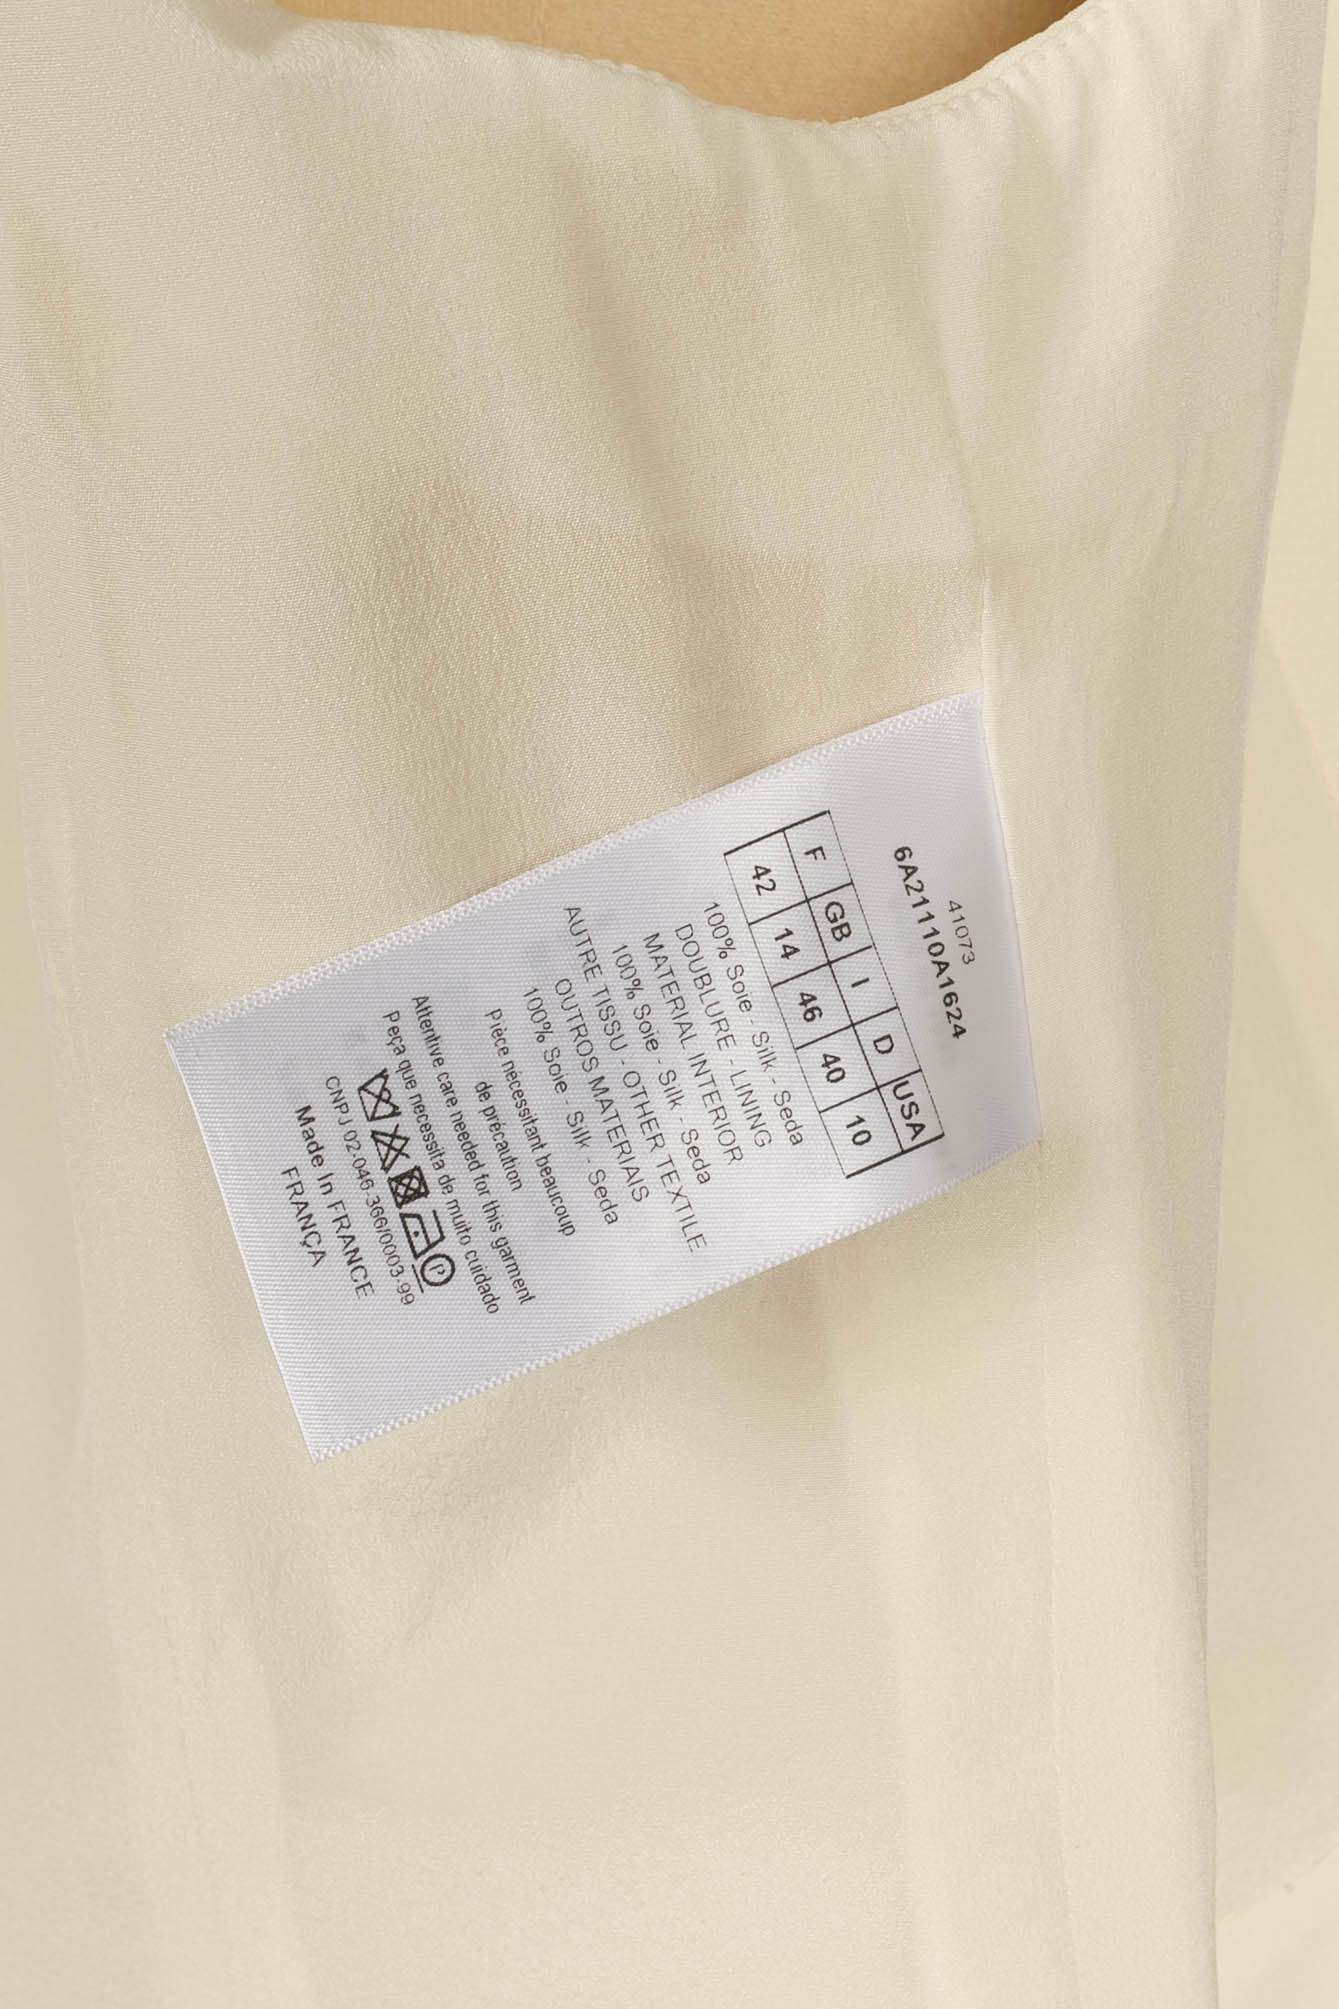 41073
6A21110A1624
F GB I D USA
42 14 46 40 10
100% Soie - Silk - Seda
DOUBLURE - LINING
MATERIAL INTERIOR
100% Soie - Silk - Seda
AUTRE TISSU - OTHER TEXTILE
OUTROS MATERIAIS
100% Soie - Silk - Seda
Pièce nécessitant beaucoup
de précaution
Attentive care needed for this garment
Peça que necessita de muito cuidado
P
CNPJ 02.046.366/0003-99
Made In FRANCE
FRANÇA